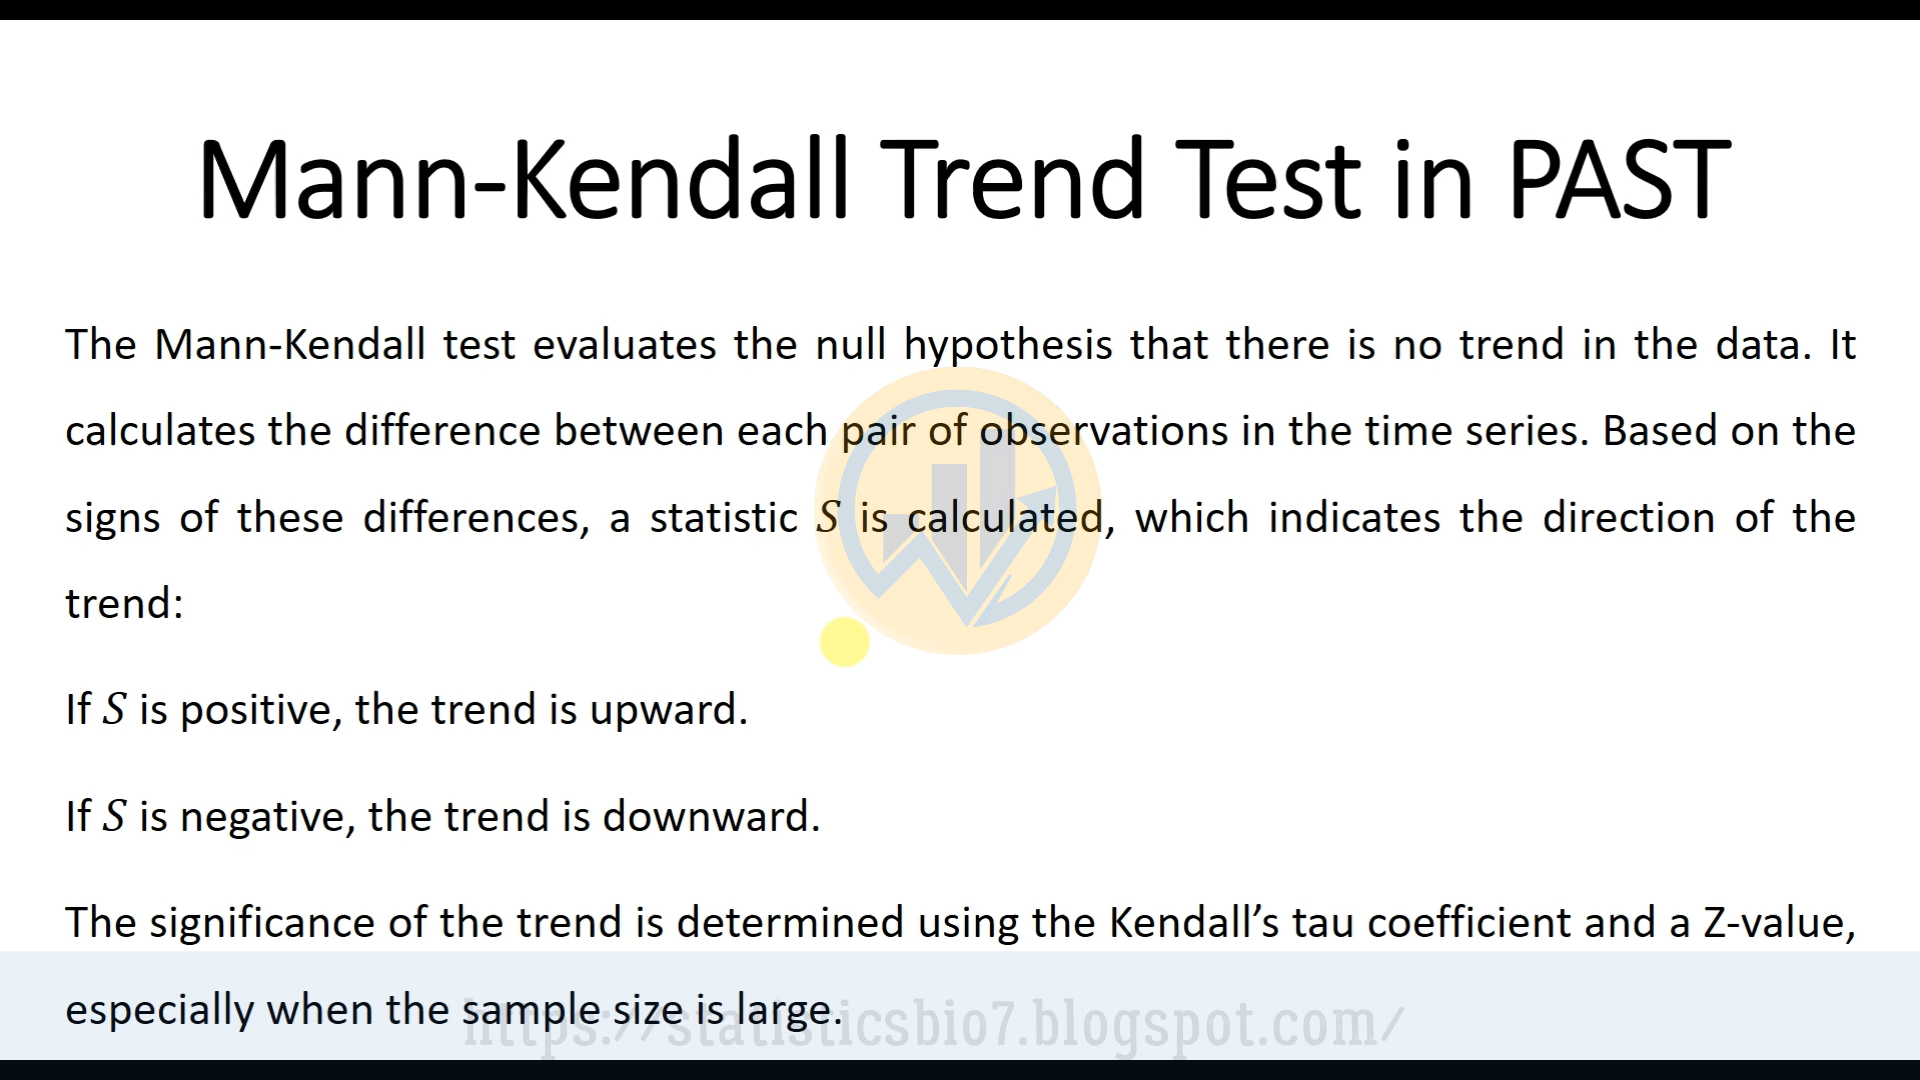 Mann-Kendall Trend Test in PAST
The Mann-Kendall test evaluates the null hypothesis that there is no trend in the data. It
calculates the difference between each pair of observations in the time series. Based on the
signs of these differences, a statistic S is calculated, which indicates the direction of the
trend:
If S is positive, the trend is upward.
If S is negative, the trend is downward.
The significance of the trend is determined using the Kendall’s tau coefficient and a Z-value,
especially when the sample size is large.
https://statisticsbio7.blogspot.com/